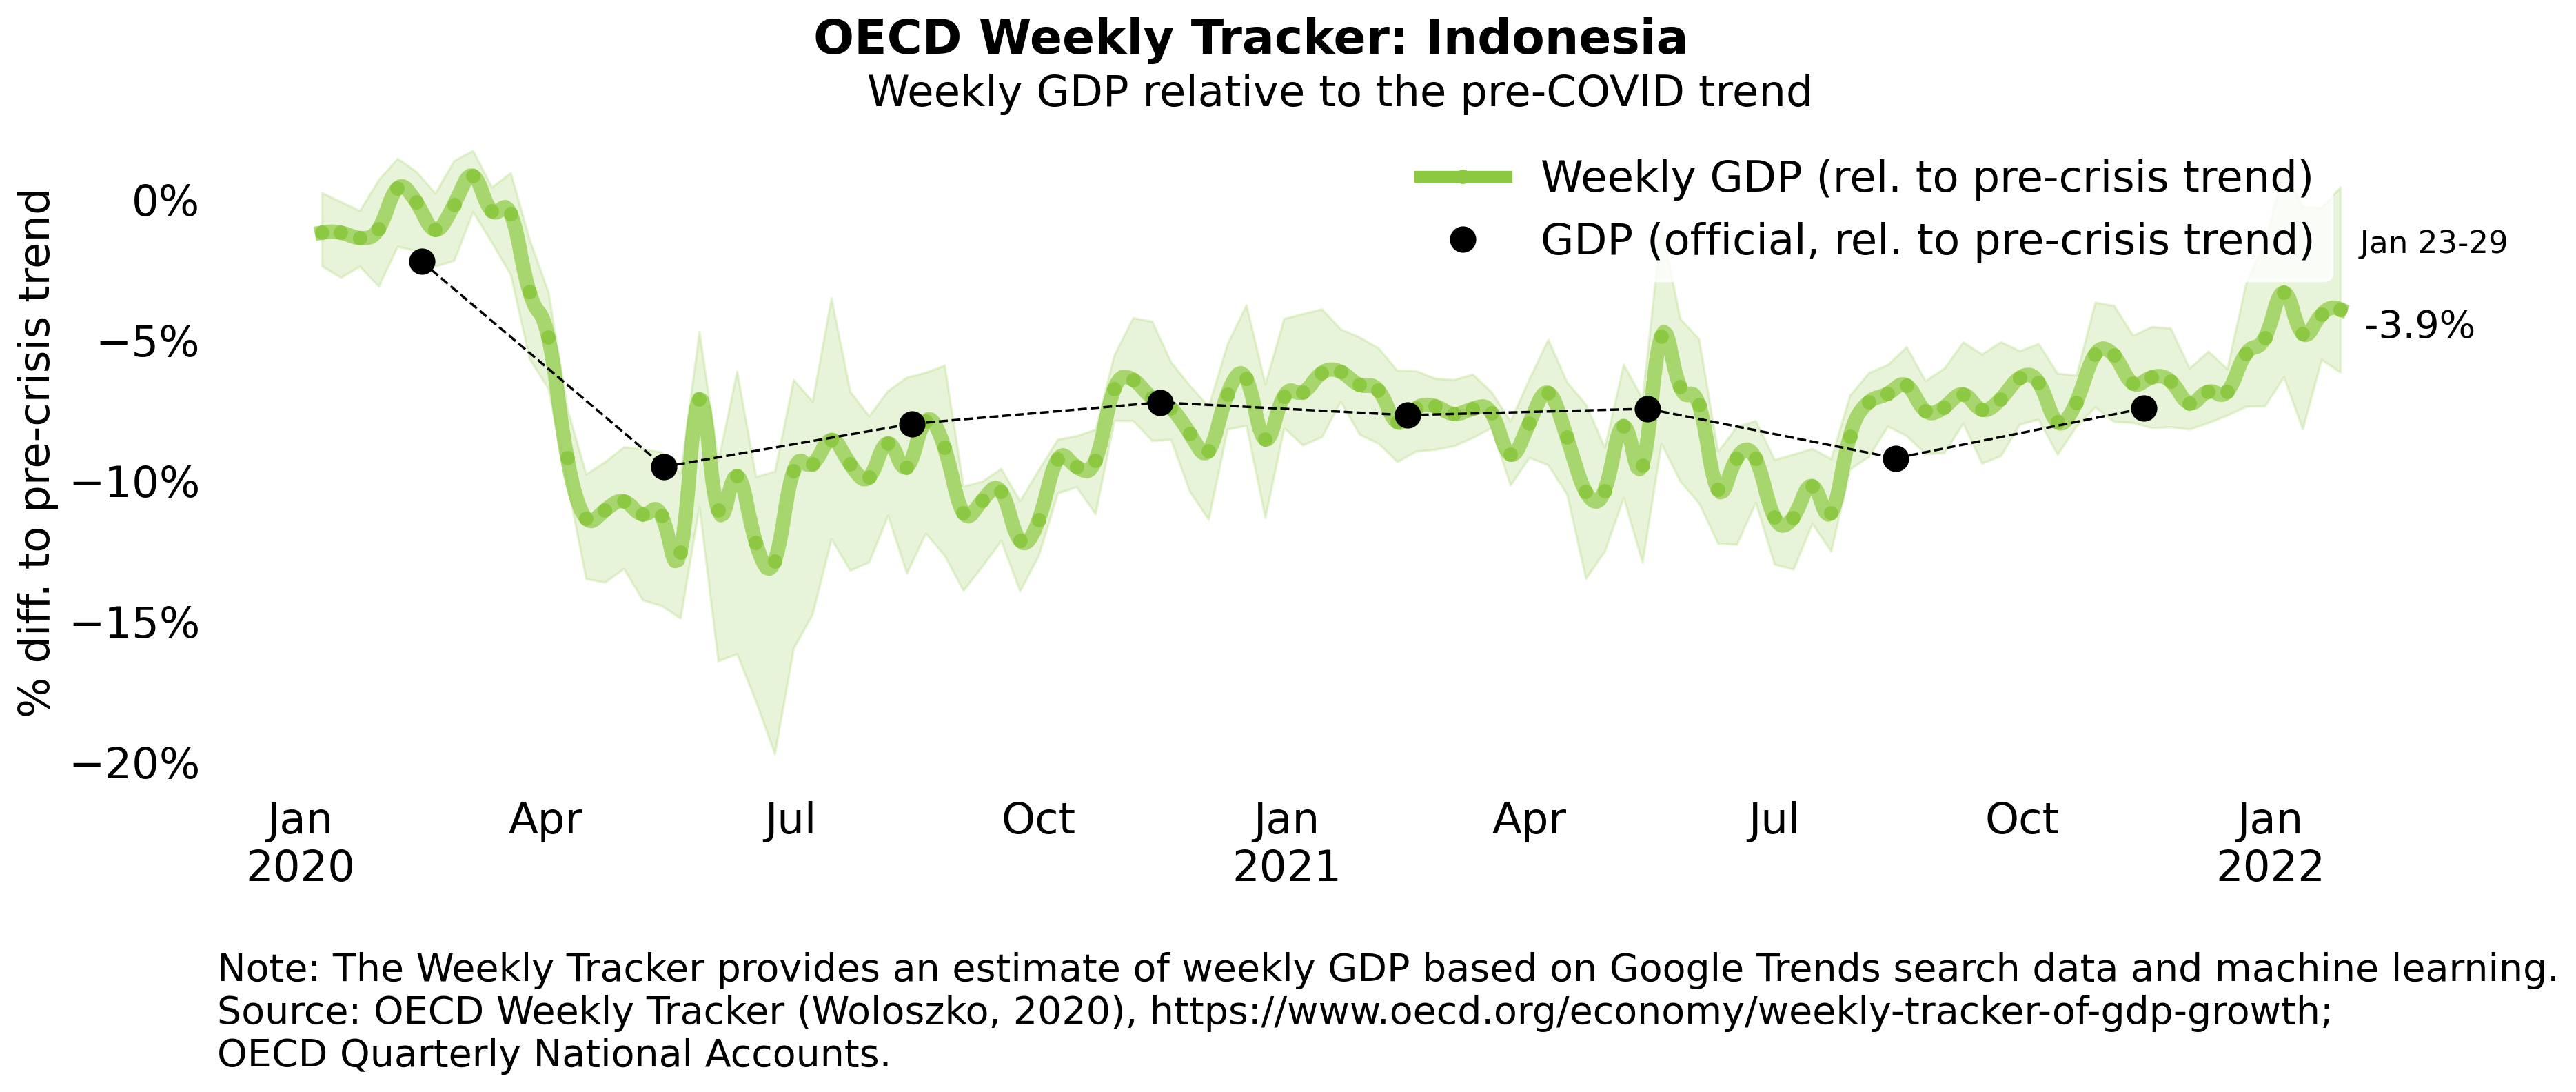 OECD Weekly Tracker: Indonesia
Weekly GDP relative to the pre-COVID trend
Weekly GDP (rel. to pre-crisis trend)
GDP (official, rel. to pre-crisis trend)
Jan 23-29
-3.9%
% diff. to pre-crisis trend
0%
−5%
−10%
−15%
−20%
Jan Apr Jul Oct Jan Apr Jul Oct Jan
2020 2021 2022
Note: The Weekly Tracker provides an estimate of weekly GDP based on Google Trends search data and machine learning.
Source: OECD Weekly Tracker (Woloszko, 2020), https://www.oecd.org/economy/weekly-tracker-of-gdp-growth;
OECD Quarterly National Accounts.